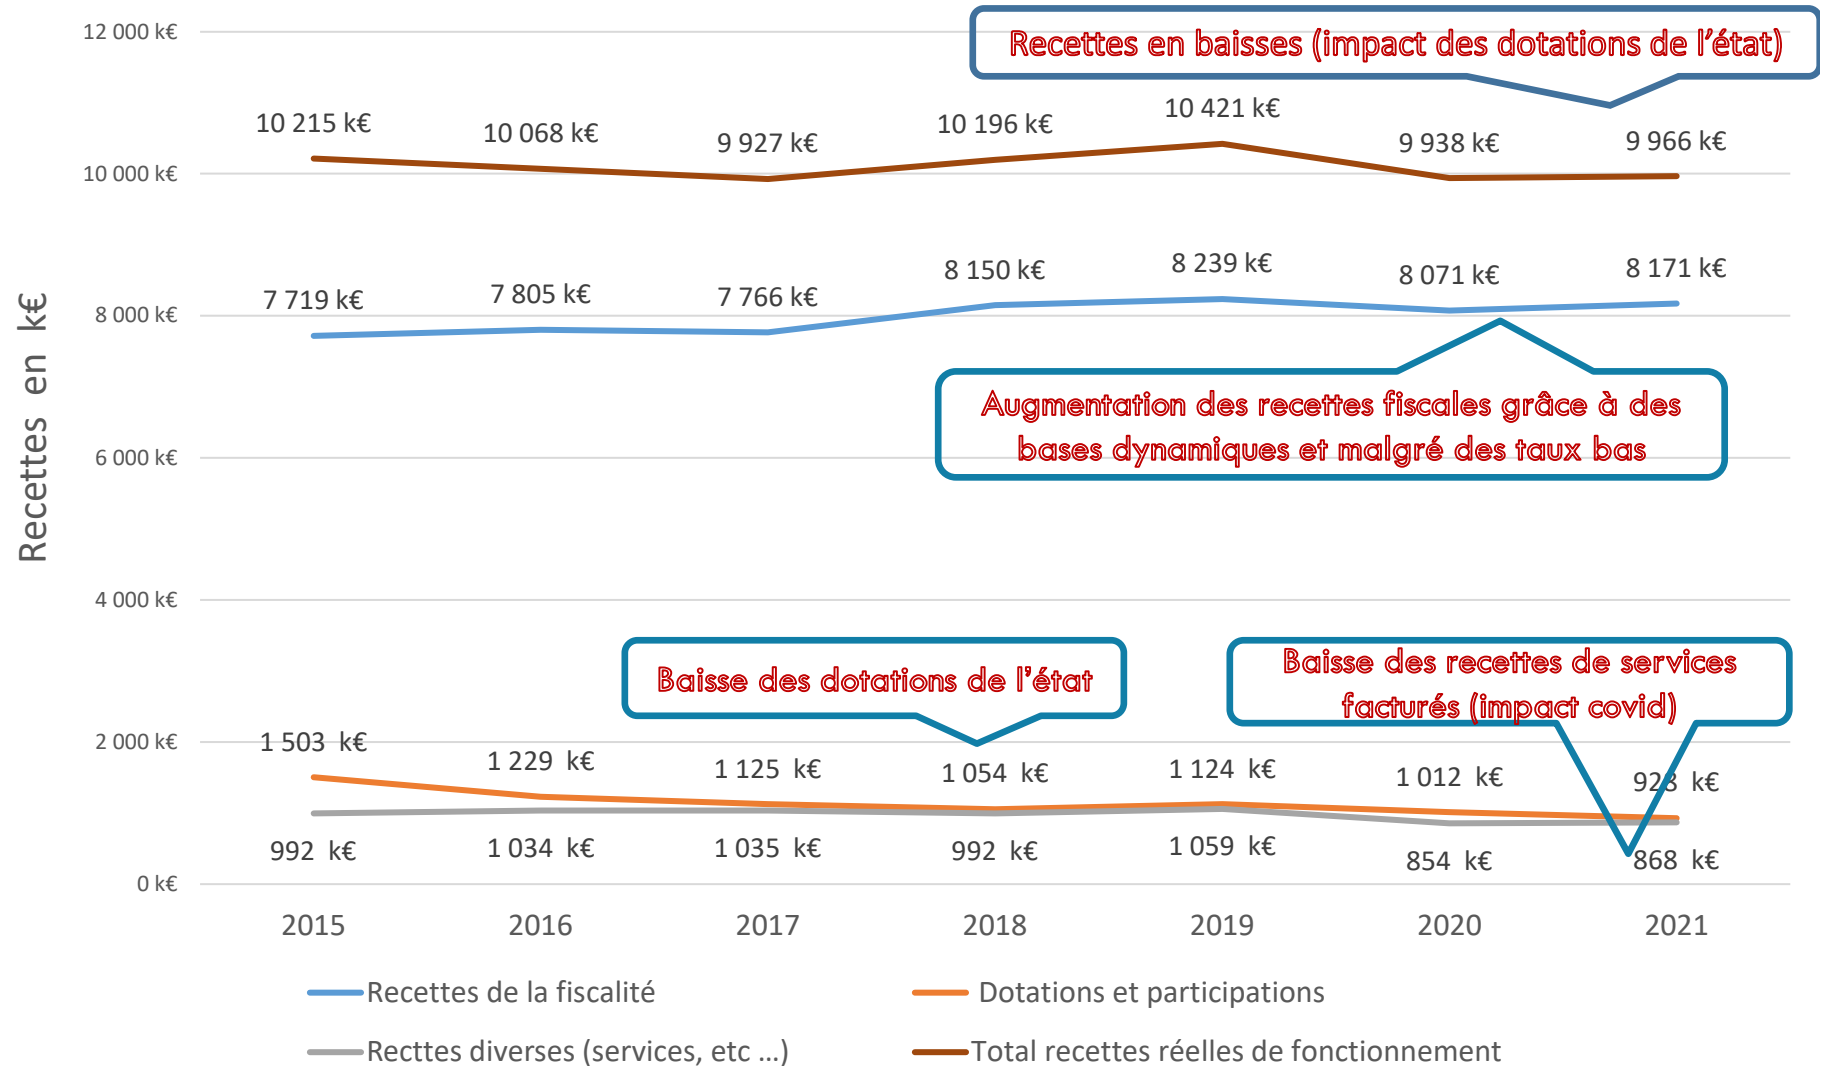 12 000 k€
Recettes en baisses (impact des dotations de l'état)
10 215 k€
10 068 k€
9 927 k€
10 196 k€
10 421 k€
9 938 k€
9 966 k€
10 000 k€
8 150 k€
8 239 k€
8 071 k€
8 171 k€
7 719 k€
7 805 k€
7 766 k€
8 000 k€
Recettes en k€
Augmentation des recettes fiscales grâce à des
bases dynamiques et malgré des taux bas
6 000 k€
4 000 k€
Baisse des dotations de l'état
Baisse des recettes de services
facturés (impact covid)
2 000 k€
1 503 k€
1 229 k€
1 125 k€
1 054 k€
1 124 k€
1 012 k€
928 k€
992 k€
1 034 k€
1 035 k€
992 k€
1 059 k€
854 k€
868 k€
0 k€
2015
2016
2017
2018
2019
2020
2021
Recettes de la fiscalité
Dotations et participations
Recttes diverses (services, etc ...)
Total recettes réelles de fonctionnement